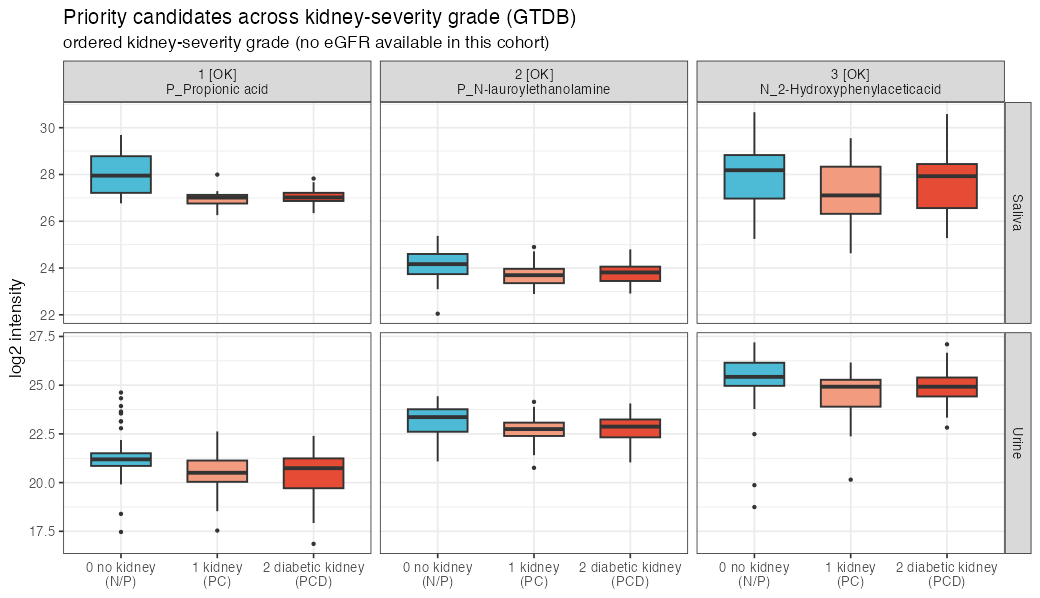 Priority candidates across kidney-severity grade (GTDB)
ordered kidney-severity grade (no eGFR available in this cohort)
1 [OK]
P_Propionic acid
2 [OK]
P_N-lauroylethanolamine
3 [OK]
N_2-Hydroxyphenylaceticacid
30
28
26
24
22
Saliva
log2 intensity
27.5
25.0
22.5
20.0
17.5
Urine
0 no kidney
(N/P)
1 kidney
(PC)
2 diabetic kidney
(PCD)
0 no kidney
(N/P)
1 kidney
(PC)
2 diabetic kidney
(PCD)
0 no kidney
(N/P)
1 kidney
(PC)
2 diabetic kidney
(PCD)